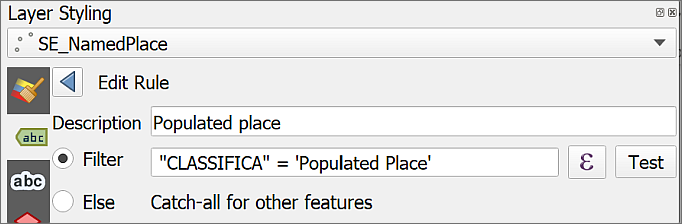 Layer Styling
SE_NamedPlace
Edit Rule
abc
Description Populated place
Filter "CLASSIFICA" = 'Populated Place' ε Test
abc
Else Catch-all for other features